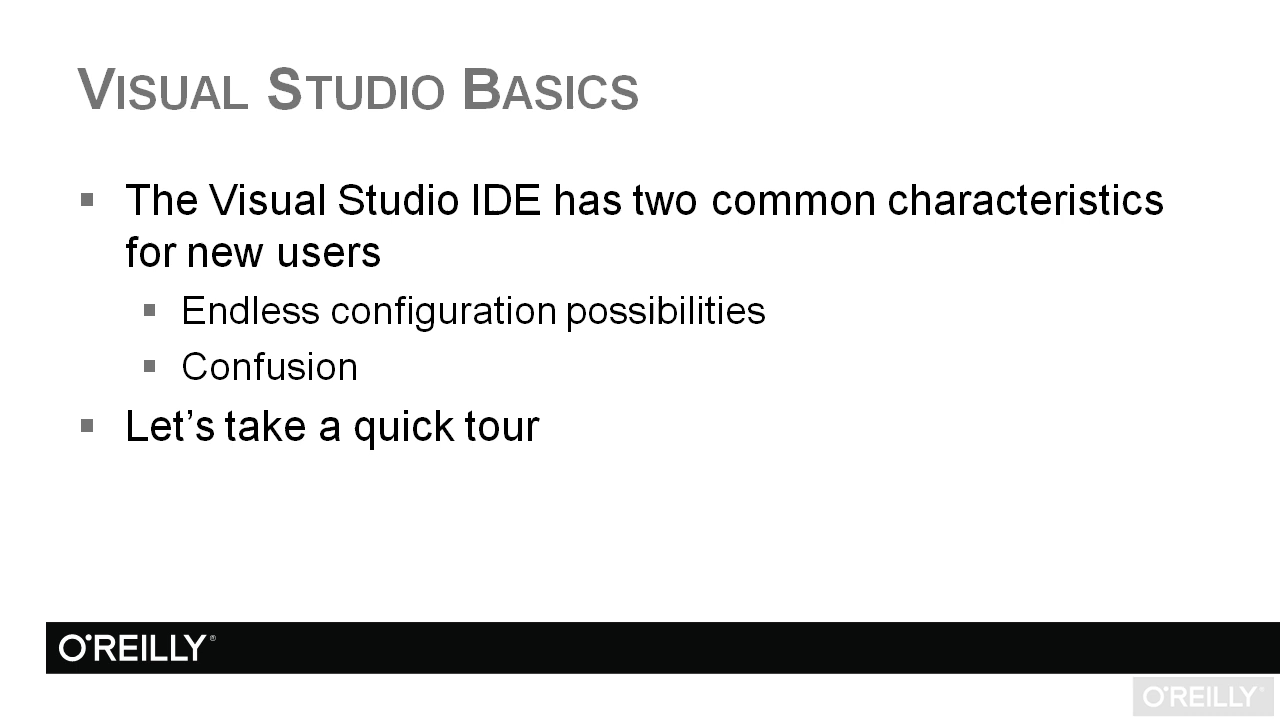 VISUAL STUDIO BASICS
The Visual Studio IDE has two common characteristics
for new users
Endless configuration possibilities
Confusion
Let’s take a quick tour
O'REILLY®
O'REILLY®